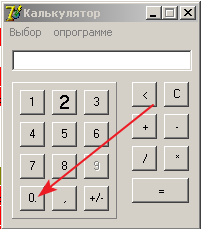 Калькулятор
Выбор опрограмме
1 2 3 < C
4 5 6 + -
7 8 9 / *
0. , +/- =